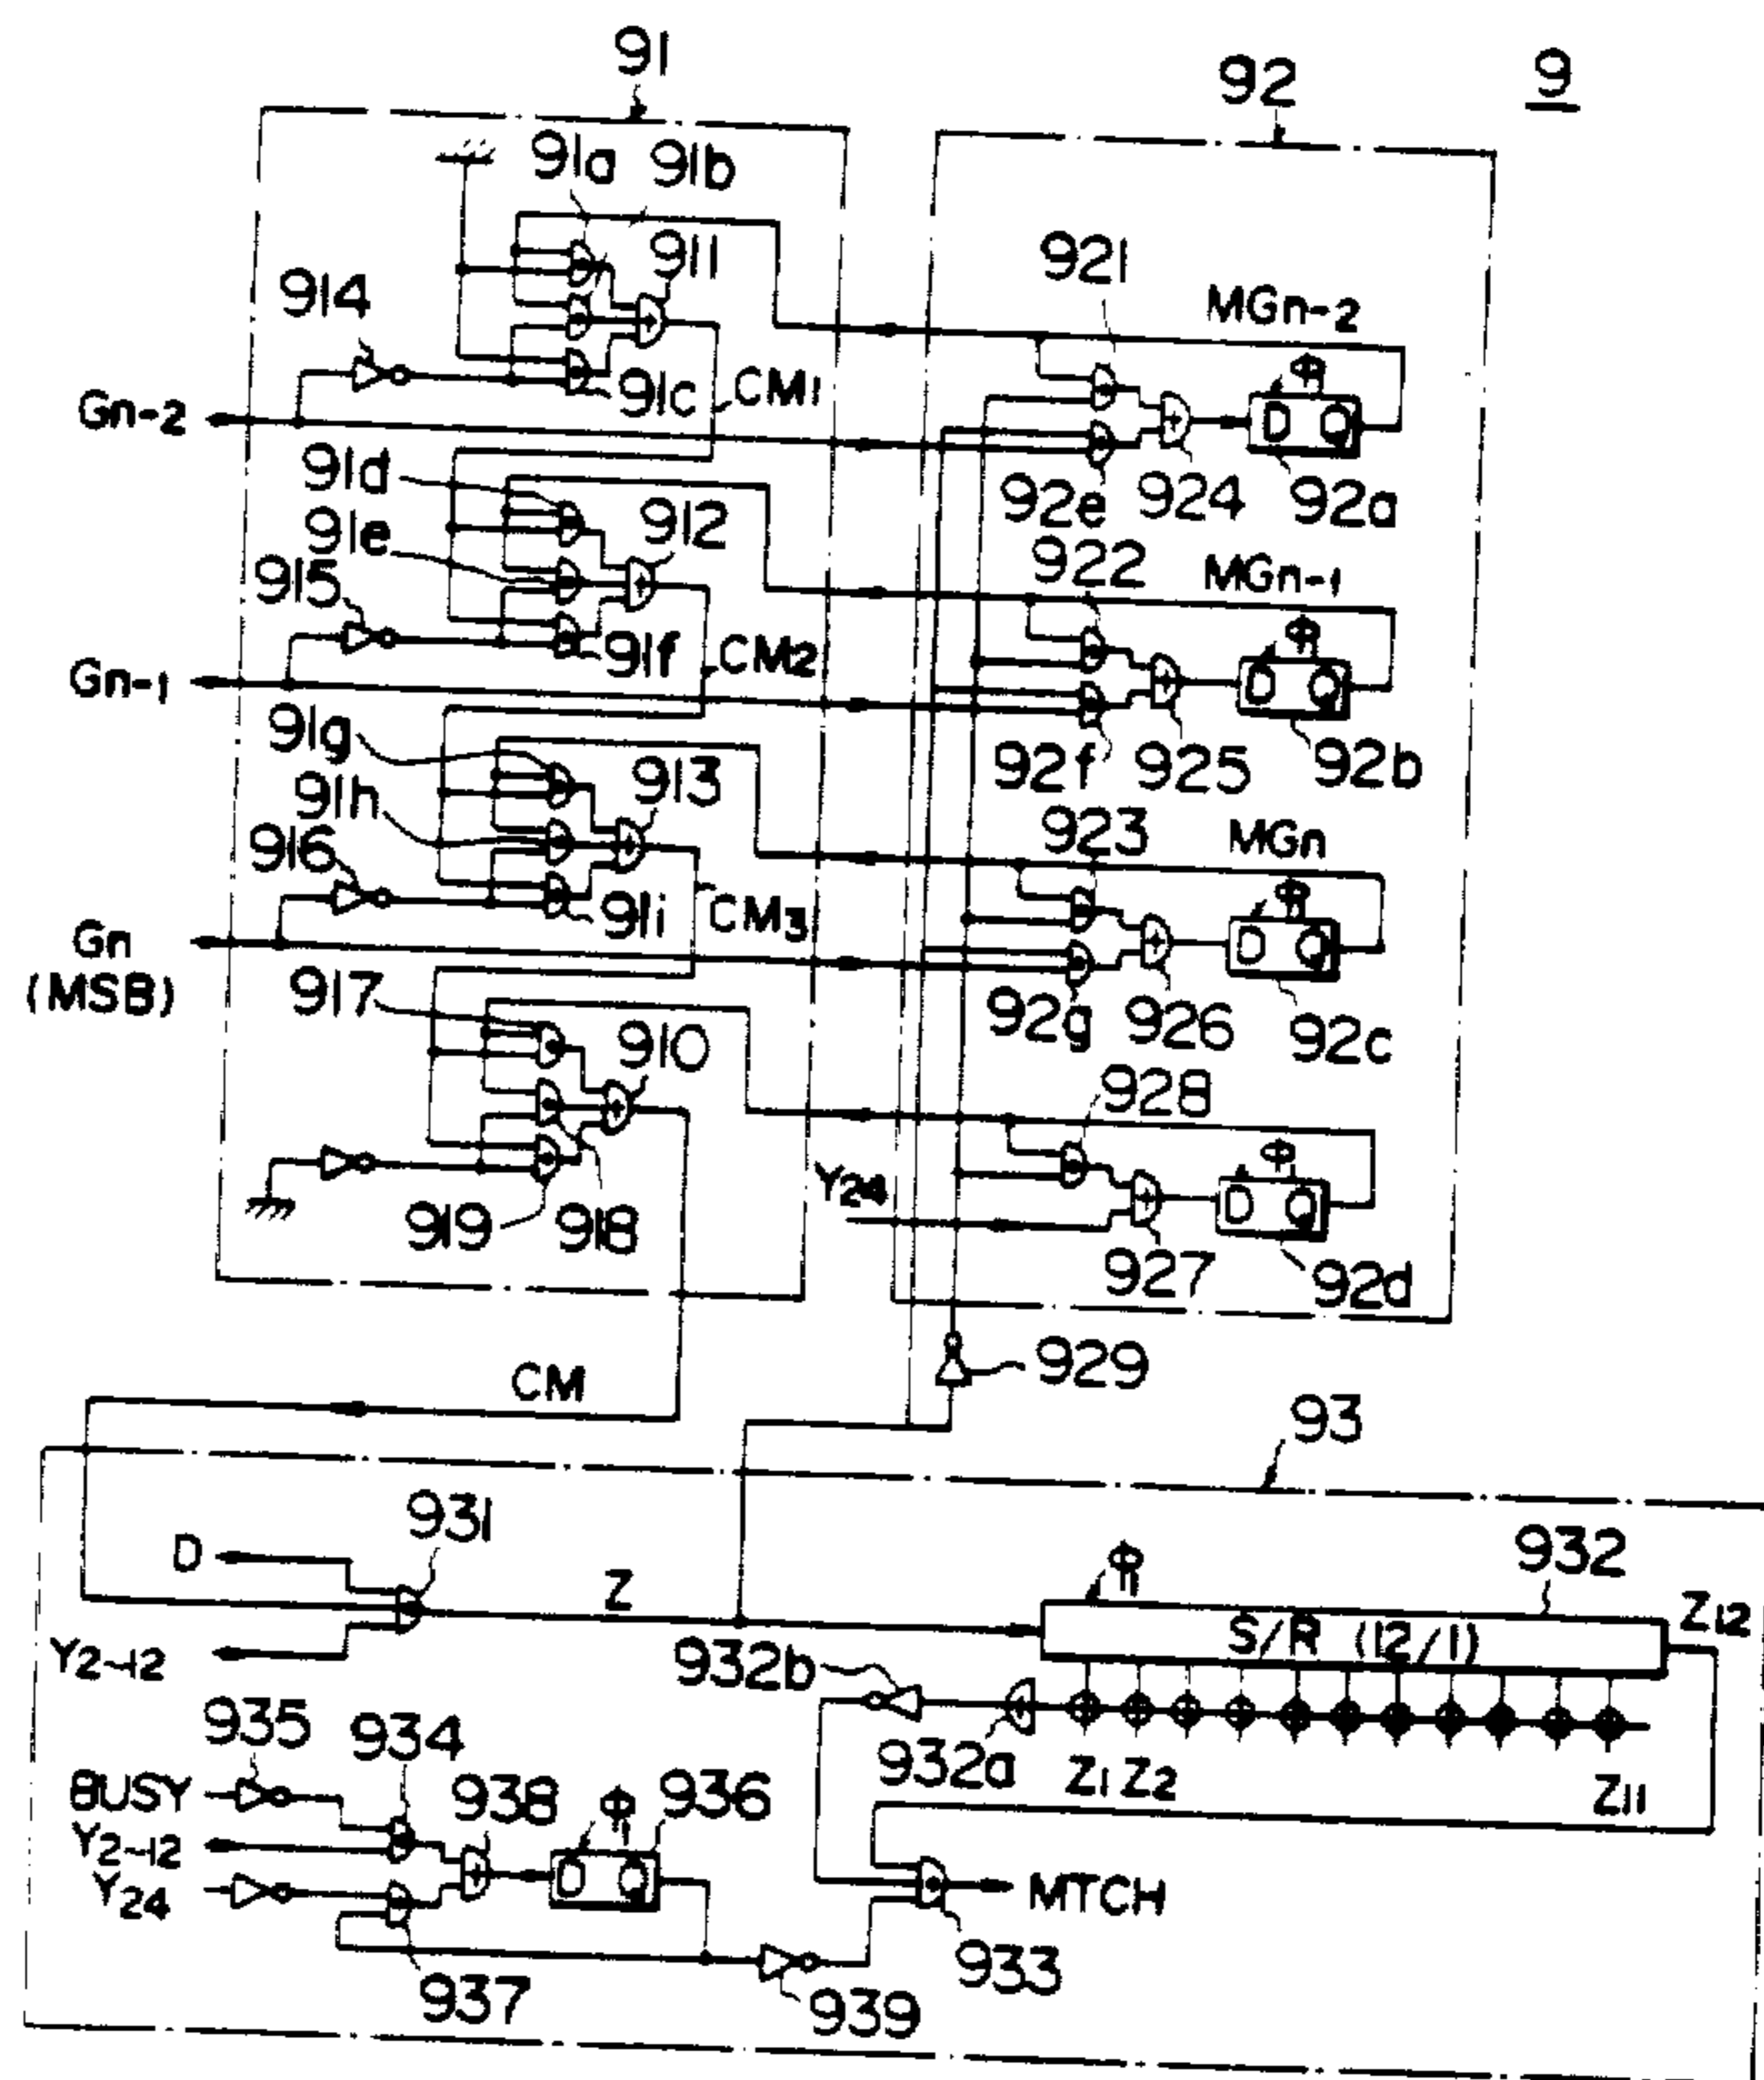 91
92
9
91a 91b
911
921
914
MGn-2
Φ
91c
CM1
Gn-2
D Q
91d
92e 924 92a
912
91e
922
915
MGn-1
Φ
91f
CM2
Gn-1
D Q
91g
92f 925 92b
913
91h
923
916
MGn
Φ
91i
CM3
Gn
(MSB)
D Q
917
92g 926 92c
910
928
Φ
Y24
D Q
919 918
927 92d
929
CM
93
931
D
Φ
932
Z
Z12
S/R (12/1)
Y2~12
932b
935 934
932a
Z1 Z2
Z11
BUSY
938 Φ 936
Y2~12
D Q
Y24
MTCH
933
937
939